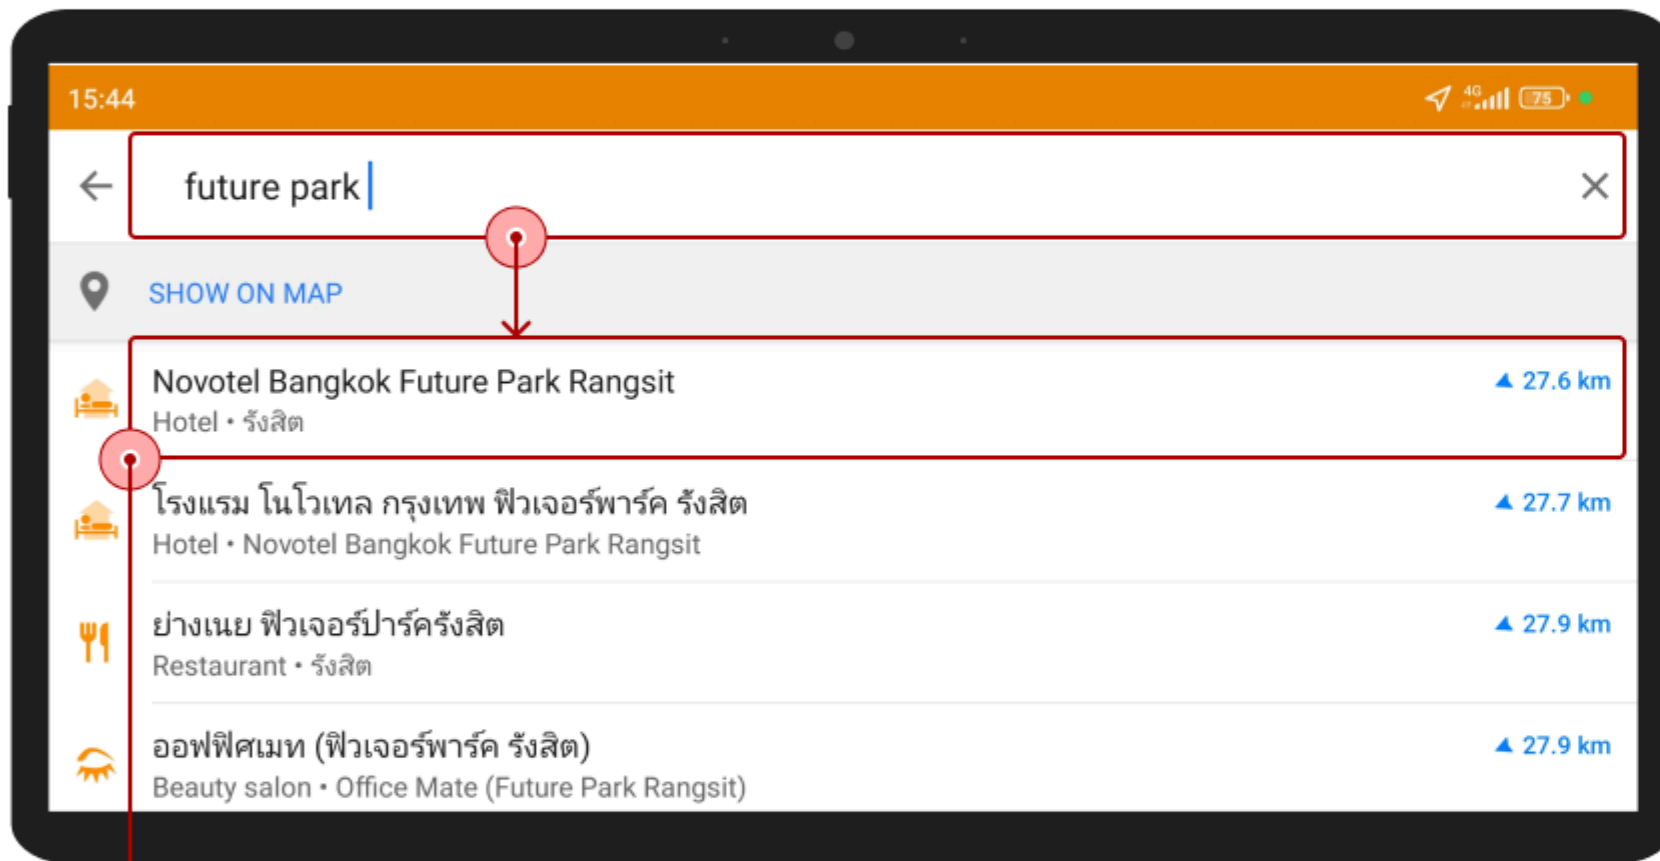 15:44
4G
75
future park
SHOW ON MAP
Novotel Bangkok Future Park Rangsit
27.6 km
Hotel • รังสิต
โรงแรม โนโวเทล กรุงเทพ ฟิวเจอร์พาร์ค รังสิต
27.7 km
Hotel • Novotel Bangkok Future Park Rangsit
ย่างเนย ฟิวเจอร์ปาร์ครังสิต
27.9 km
Restaurant • รังสิต
ออฟฟิศเมท (ฟิวเจอร์พาร์ค รังสิต)
27.9 km
Beauty salon • Office Mate (Future Park Rangsit)